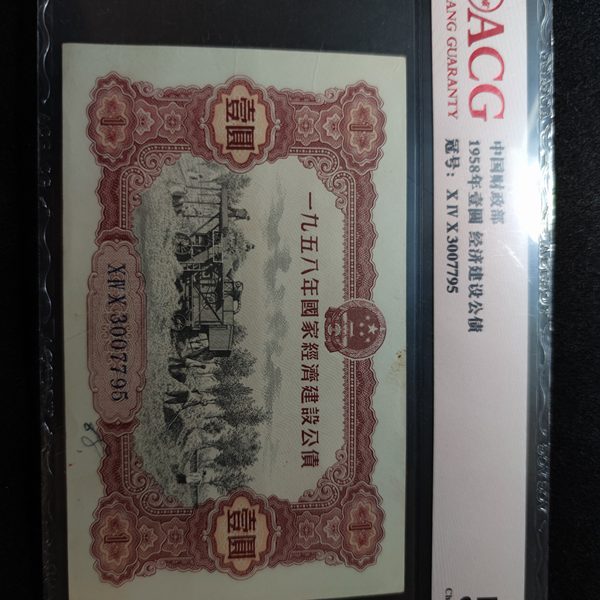 ACG
ANG GUARANTY
中国财政部
1958年壹圆 经济建设公债
冠号：X IV X 3007795
一九五八年國家經濟建設公債
壹圓
壹圓
1
1
1
1
XⅣX 3007795